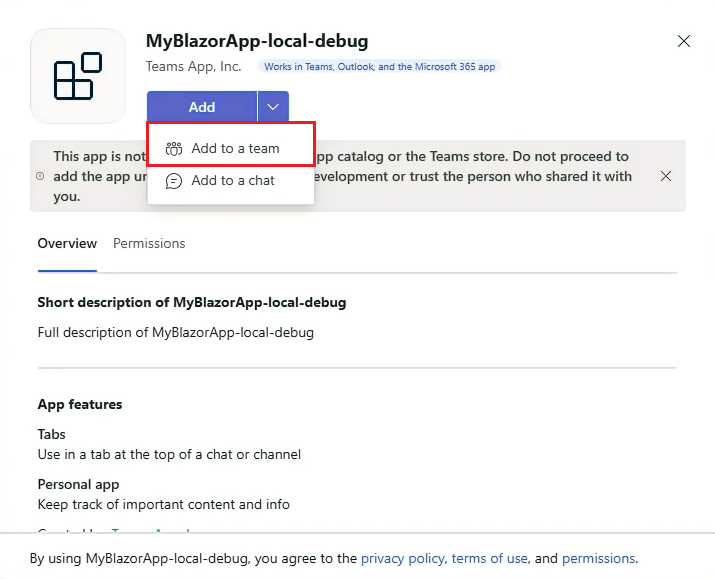 MyBlazorApp-local-debug
Teams App, Inc. Works in Teams, Outlook, and the Microsoft 365 app
Add
Add to a team
Add to a chat
This app is not pp catalog or the Teams store. Do not proceed to
add the app evelopment or trust the person who shared it with
you.
Overview Permissions
Short description of MyBlazorApp-local-debug
Full description of MyBlazorApp-local-debug
App features
Tabs
Use in a tab at the top of a chat or channel
Personal app
Keep track of important content and info
By using MyBlazorApp-local-debug, you agree to the privacy policy, terms of use, and permissions.